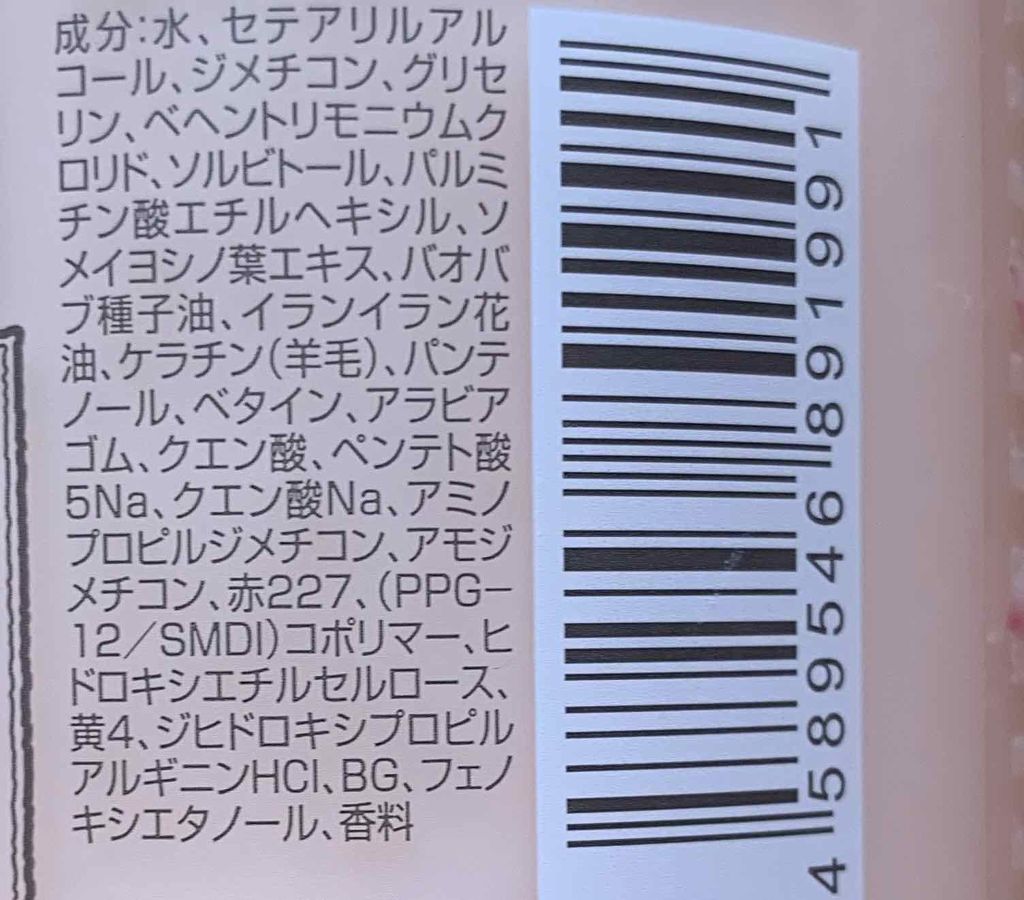 成分:水、セテアリルアル
コール、ジメチコン、グリセ
リン、ベヘントリモニウムク
ロリド、ソルビトール、パルミ
チン酸エチルヘキシル、ソ
メイヨシノ葉エキス、バオバ
ブ種子油、イランイラン花
油、ケラチン(羊毛)、パンテ
ノール、ベタイン、アラビア
ゴム、クエン酸、ペンテト酸
5Na、クエン酸Na、アミノ
プロピルジメチコン、アモジ
メチコン、赤227、(PPG-
12/SMDI)コポリマー、ヒ
ドロキシエチルセルロース、
黄4、ジヒドロキシプロピル
アルギニンHCl、BG、フェノ
キシエタノール、香料
4589546891991